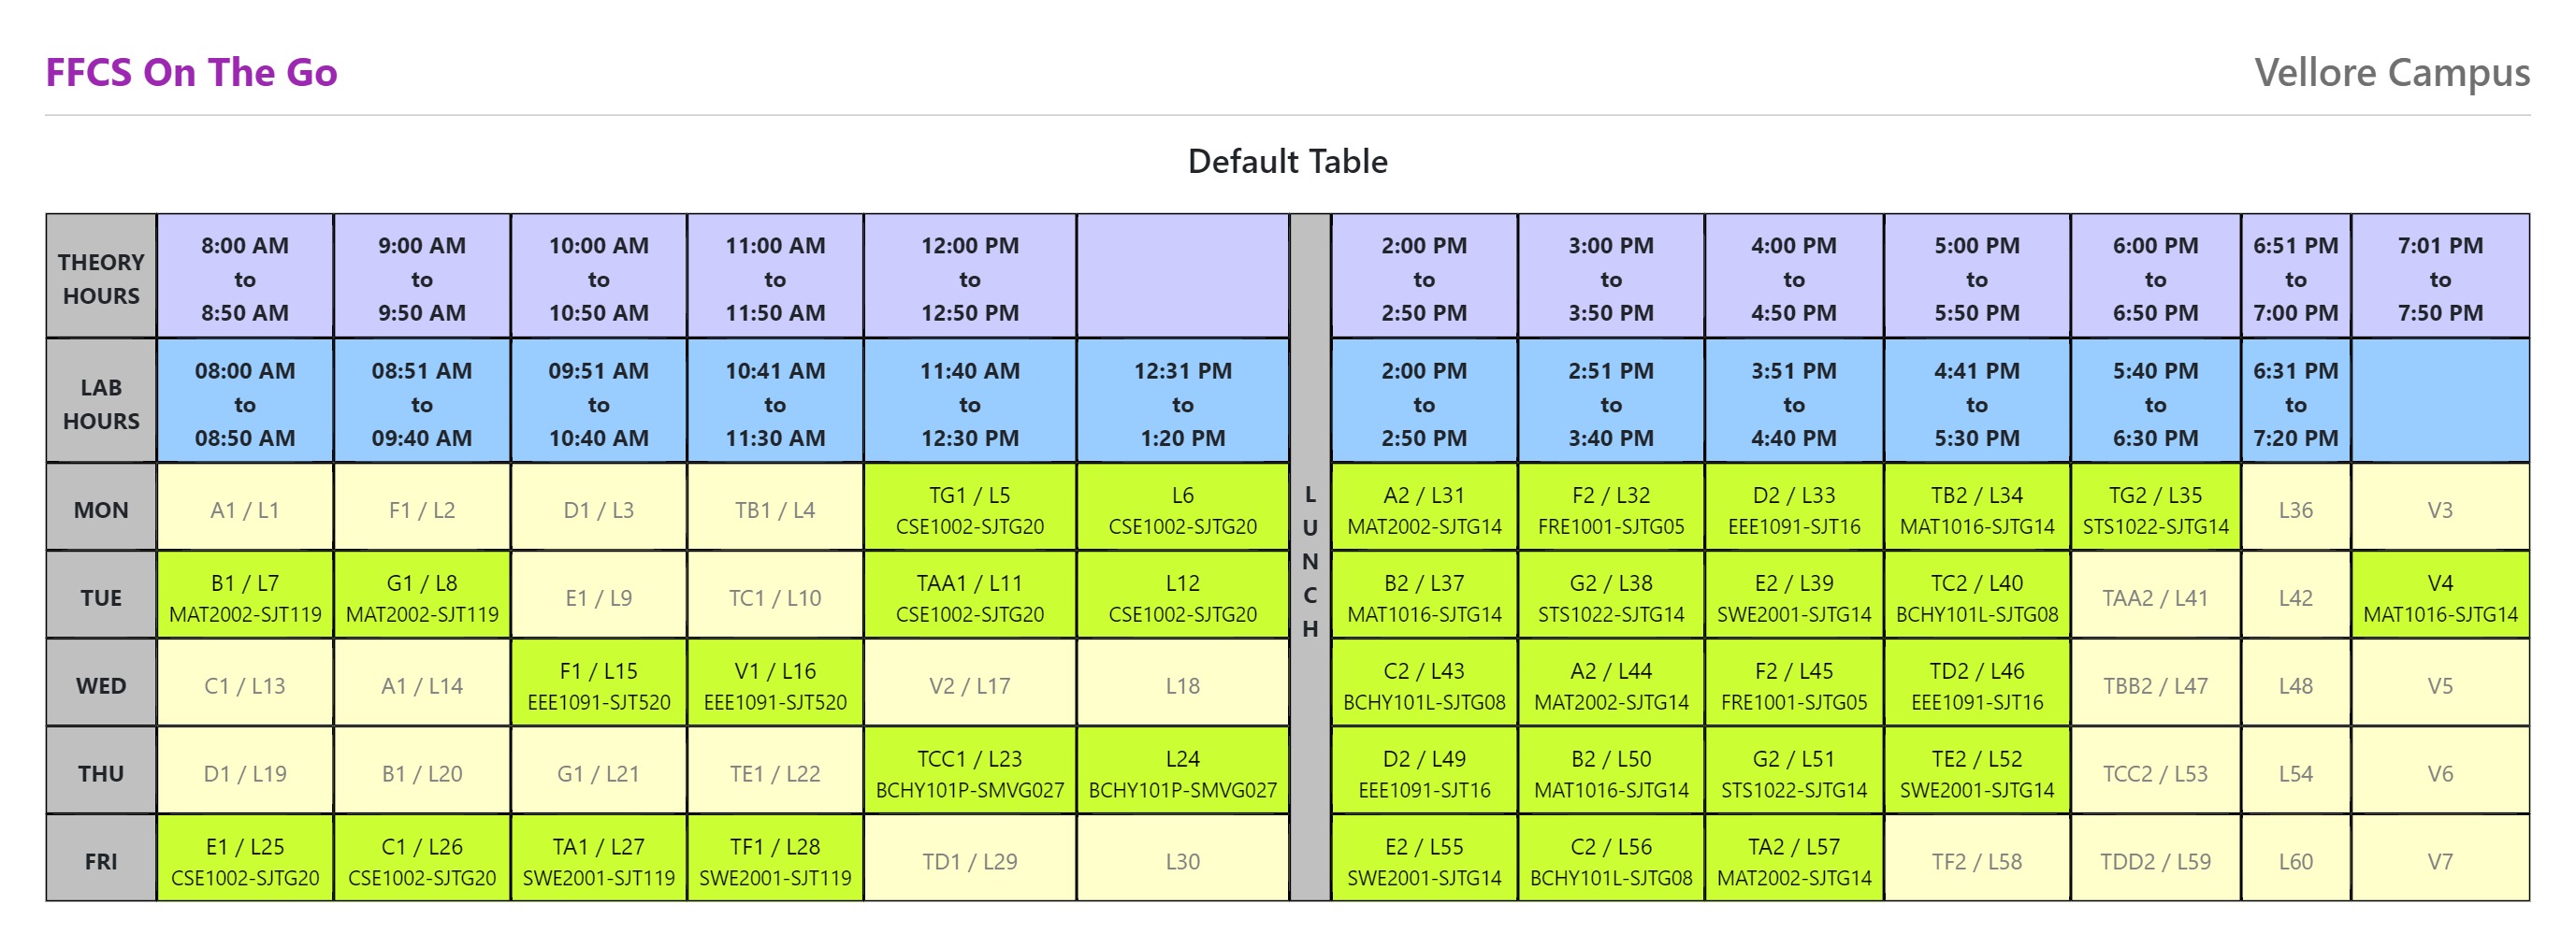 FFCS On The Go
Vellore Campus
Default Table
THEORY HOURS
8:00 AM to 8:50 AM
9:00 AM to 9:50 AM
10:00 AM to 10:50 AM
11:00 AM to 11:50 AM
12:00 PM to 12:50 PM
2:00 PM to 2:50 PM
3:00 PM to 3:50 PM
4:00 PM to 4:50 PM
5:00 PM to 5:50 PM
6:00 PM to 6:50 PM
6:51 PM to 7:00 PM
7:01 PM to 7:50 PM
LAB HOURS
08:00 AM to 08:50 AM
08:51 AM to 09:40 AM
09:51 AM to 10:40 AM
10:41 AM to 11:30 AM
11:40 AM to 12:30 PM
12:31 PM to 1:20 PM
2:00 PM to 2:50 PM
2:51 PM to 3:40 PM
3:51 PM to 4:40 PM
4:41 PM to 5:30 PM
5:40 PM to 6:30 PM
6:31 PM to 7:20 PM
LUNCH
MON
A1 / L1
F1 / L2
D1 / L3
TB1 / L4
TG1 / L5
CSE1002-SJTG20
L6
CSE1002-SJTG20
A2 / L31
MAT2002-SJTG14
F2 / L32
FRE1001-SJTG05
D2 / L33
EEE1091-SJT16
TB2 / L34
MAT1016-SJTG14
TG2 / L35
STS1022-SJTG14
L36
V3
TUE
B1 / L7
MAT2002-SJT119
G1 / L8
MAT2002-SJT119
E1 / L9
TC1 / L10
TAA1 / L11
CSE1002-SJTG20
L12
CSE1002-SJTG20
B2 / L37
MAT1016-SJTG14
G2 / L38
STS1022-SJTG14
E2 / L39
SWE2001-SJTG14
TC2 / L40
BCHY101L-SJTG08
TAA2 / L41
L42
V4
MAT1016-SJTG14
WED
C1 / L13
A1 / L14
F1 / L15
EEE1091-SJT520
V1 / L16
EEE1091-SJT520
V2 / L17
L18
C2 / L43
BCHY101L-SJTG08
A2 / L44
MAT2002-SJTG14
F2 / L45
FRE1001-SJTG05
TD2 / L46
EEE1091-SJT16
TBB2 / L47
L48
V5
THU
D1 / L19
B1 / L20
G1 / L21
TE1 / L22
TCC1 / L23
BCHY101P-SMVG027
L24
BCHY101P-SMVG027
D2 / L49
EEE1091-SJT16
B2 / L50
MAT1016-SJTG14
G2 / L51
STS1022-SJTG14
TE2 / L52
SWE2001-SJTG14
TCC2 / L53
L54
V6
FRI
E1 / L25
CSE1002-SJTG20
C1 / L26
CSE1002-SJTG20
TA1 / L27
SWE2001-SJT119
TF1 / L28
SWE2001-SJT119
TD1 / L29
L30
E2 / L55
SWE2001-SJTG14
C2 / L56
BCHY101L-SJTG08
TA2 / L57
MAT2002-SJTG14
TF2 / L58
TDD2 / L59
L60
V7